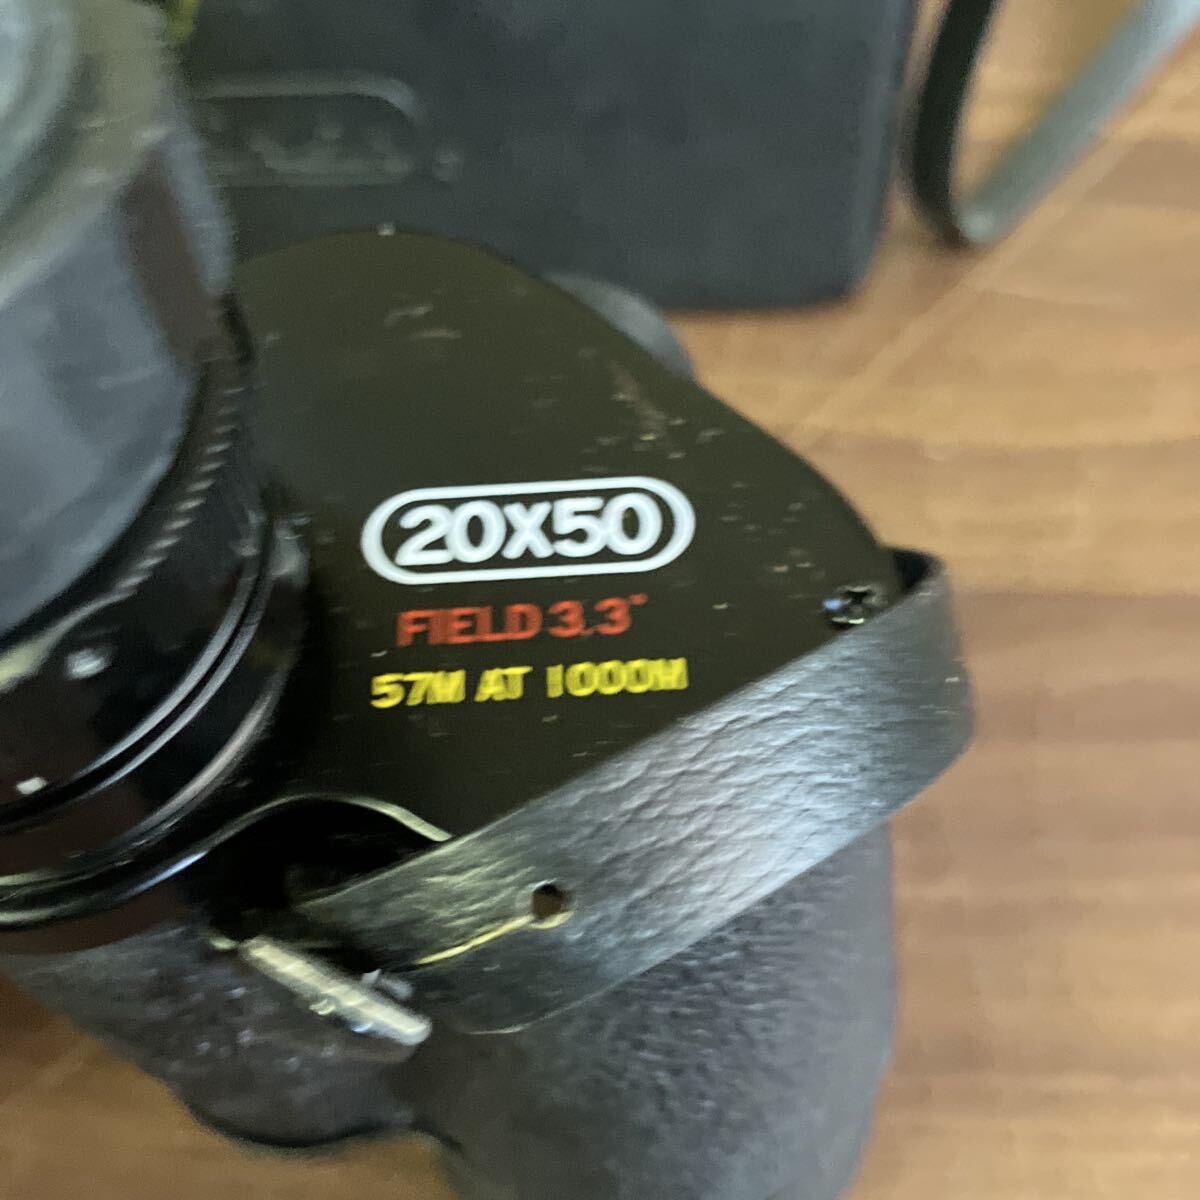 20X50
FIELD 3.3°
57M AT 1000M